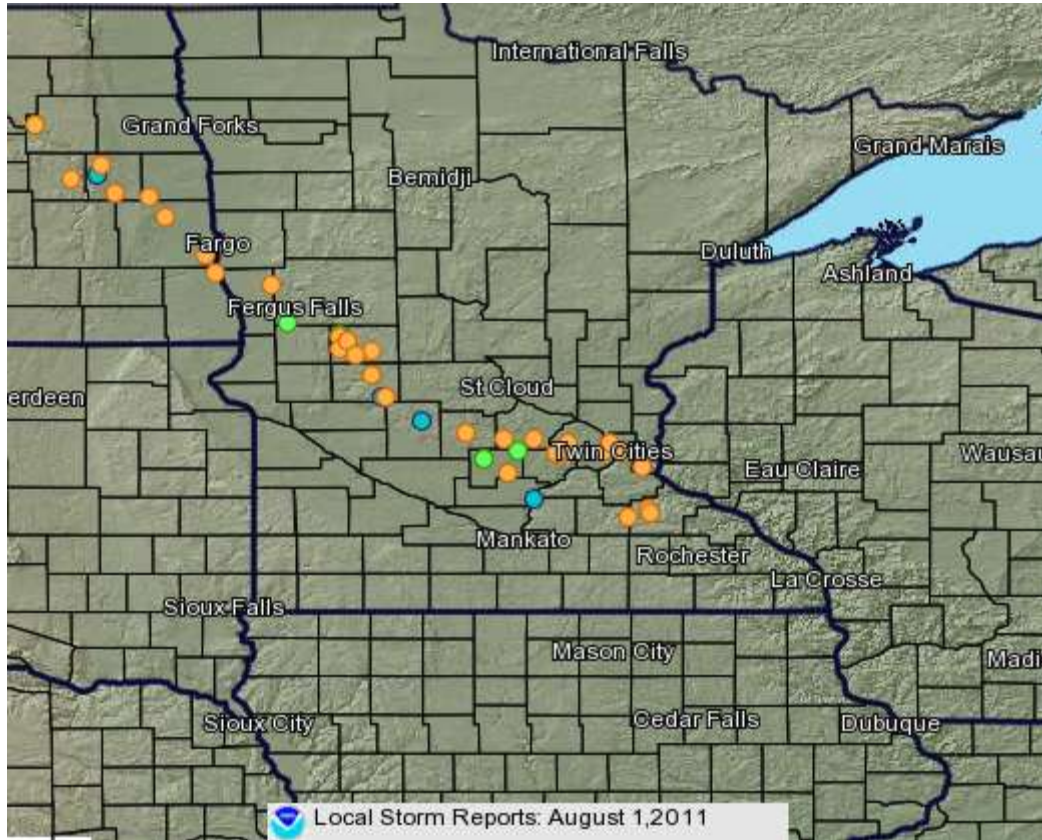 International Falls
Grand Forks
Grand Marais
Bemidji
Fargo
Duluth
Ashland
Fergus Falls
St Cloud
erdeen
Twin Cities
Wausau
Eau Claire
Mankato
Rochester
La Crosse
Sioux Falls
Mason City
Madi
Sioux City
Cedar Falls
Dubuque
Local Storm Reports: August 1,2011